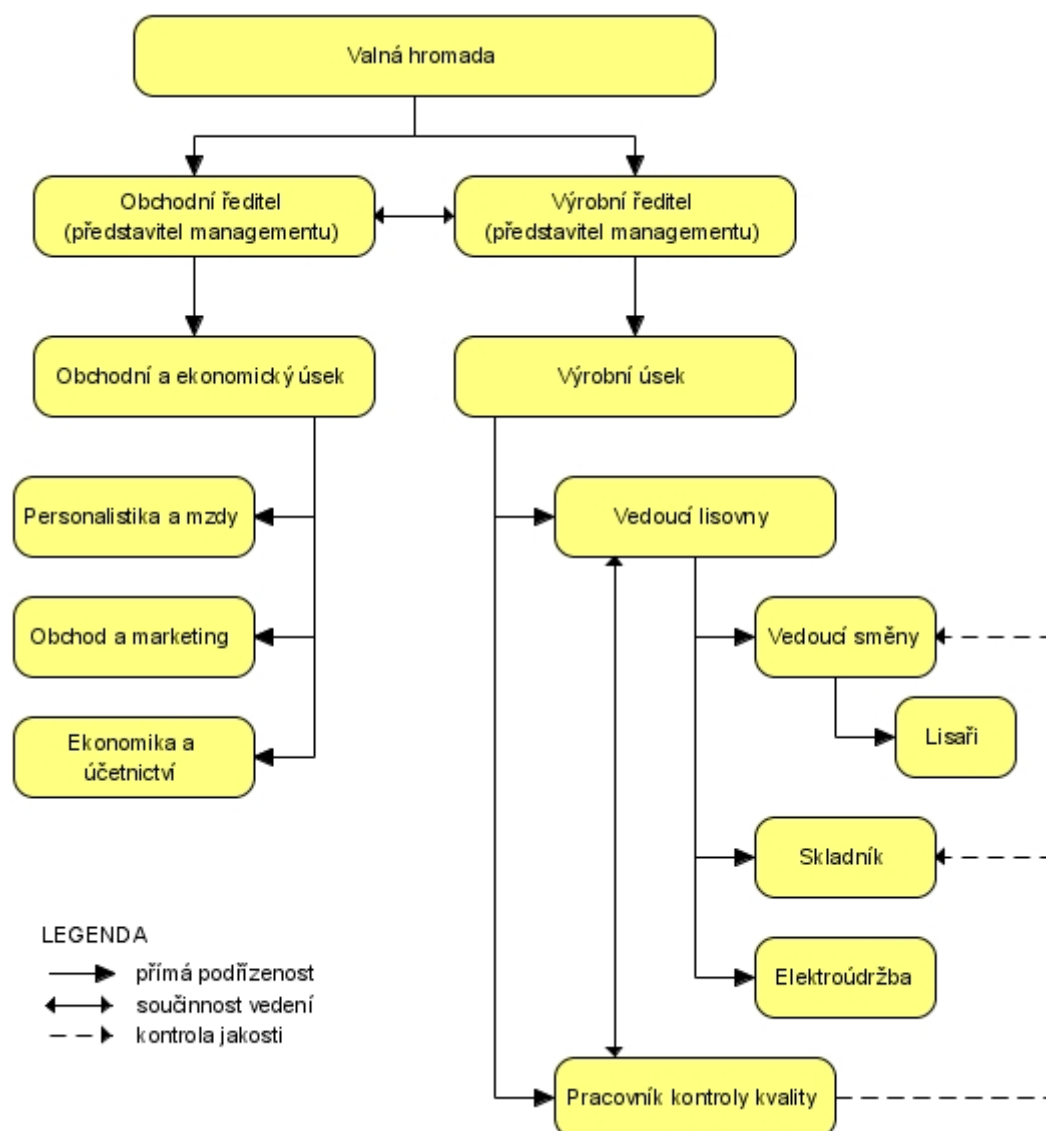 Valná hromada
Obchodní ředitel
(představitel managementu)
Výrobní ředitel
(představitel managementu)
Obchodní a ekonomický úsek
Výrobní úsek
Personalistika a mzdy
Vedoucí lisovny
Obchod a marketing
Vedoucí směny
Lisaři
Ekonomika a
účetnictví
Skladník
Elektroúdržba
Pracovník kontroly kvality
LEGENDA
přímá podřízenost
součinnost vedení
kontrola jakosti